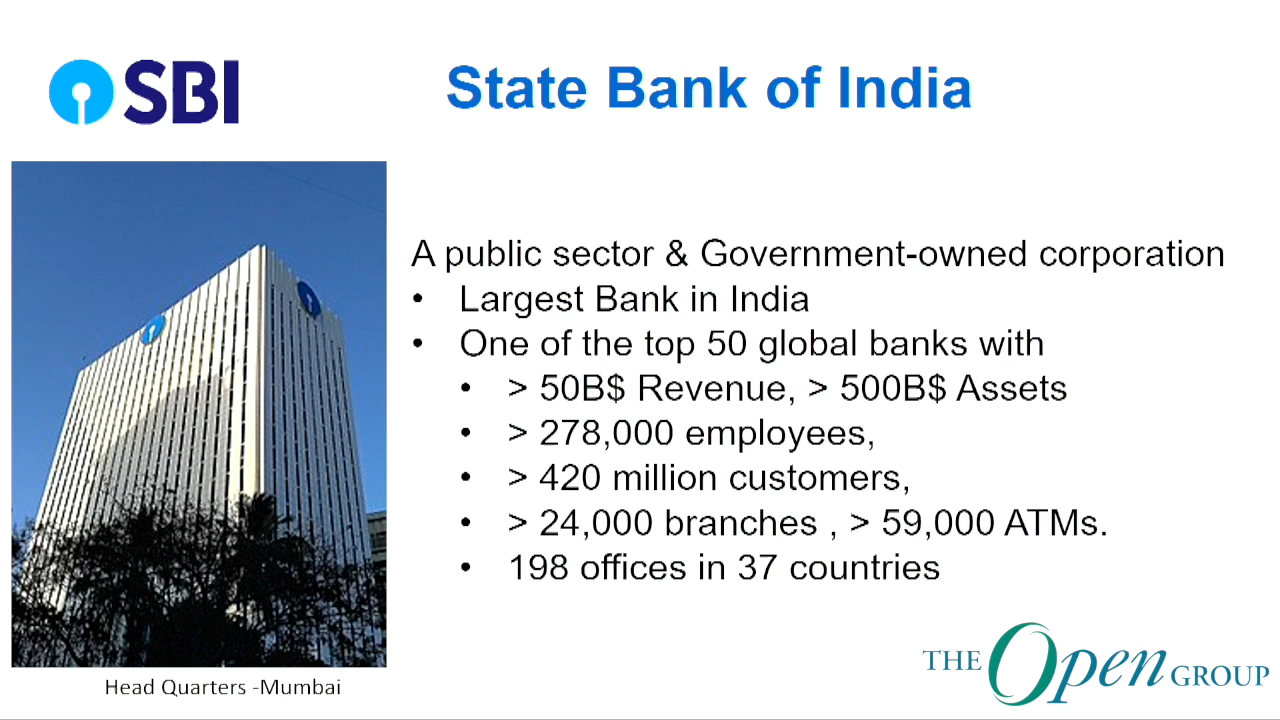 SBI
State Bank of India
A public sector & Government-owned corporation
• Largest Bank in India
• One of the top 50 global banks with
• > 50B$ Revenue, > 500B$ Assets
• > 278,000 employees,
• > 420 million customers,
• > 24,000 branches , > 59,000 ATMs.
• 198 offices in 37 countries
Head Quarters -Mumbai
THE Open GROUP